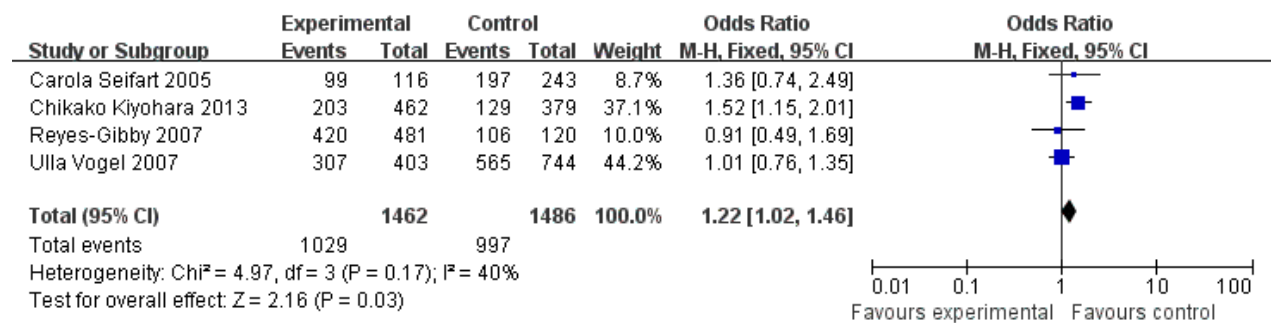 Experimental Control Odds Ratio Odds Ratio
Study or Subgroup Events Total Events Total Weight M-H, Fixed, 95% CI M-H, Fixed, 95% CI
Carola Seifart 2005 99 116 197 243 8.7% 1.36 [0.74, 2.49]
Chikako Kiyohara 2013 203 462 129 379 37.1% 1.52 [1.15, 2.01]
Reyes-Gibby 2007 420 481 106 120 10.0% 0.91 [0.49, 1.69]
Ulla Vogel 2007 307 403 565 744 44.2% 1.01 [0.76, 1.35]
Total (95% CI) 1462 1486 100.0% 1.22 [1.02, 1.46]
Total events 1029 997
Heterogeneity: Chi² = 4.97, df = 3 (P = 0.17); I² = 40%
Test for overall effect: Z = 2.16 (P = 0.03)
0.01 0.1 1 10 100
Favours experimental Favours control